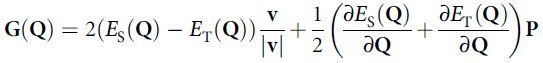 G(Q) = 2(E_S(Q) − E_T(Q)) v/|v| + 1/2 (∂E_S(Q)/∂Q + ∂E_T(Q)/∂Q) P